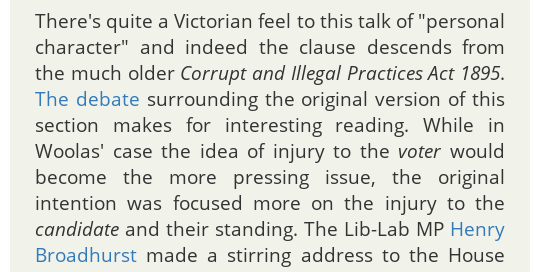 There's quite a Victorian feel to this talk of "personal
character" and indeed the clause descends from
the much older Corrupt and Illegal Practices Act 1895.
The debate surrounding the original version of this
section makes for interesting reading. While in
Woolas' case the idea of injury to the voter would
become the more pressing issue, the original
intention was focused more on the injury to the
candidate and their standing. The Lib-Lab MP Henry
Broadhurst made a stirring address to the House